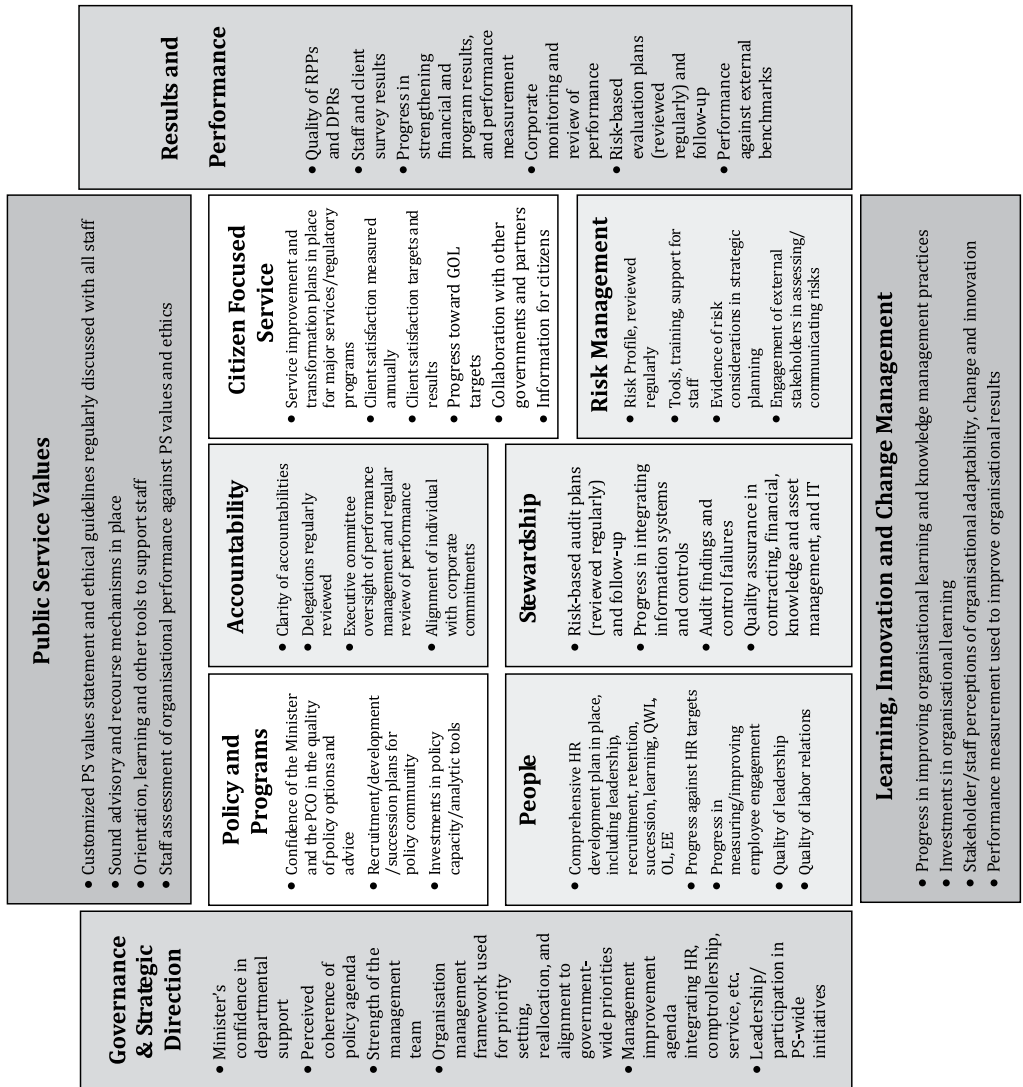 Public Service Values
• Customized PS values statement and ethical guidelines regularly discussed with all staff
• Sound advisory and recourse mechanisms in place
• Orientation, learning and other tools to support staff
• Staff assessment of organisational performance against PS values and ethics
Governance
& Strategic
Direction
• Minister's
confidence in
departmental
support
• Perceived
coherence of
policy agenda
• Strength of the
management
team
• Organisation
management
framework used
for priority
setting,
reallocation, and
alignment to
government-
wide priorities
• Management
improvement
agenda
integrating HR,
comptrollership,
service, etc.
• Leadership/
participation in
PS-wide
initiatives
Policy and
Programs
• Confidence of the Minister
and the PCO in the quality
of policy options and
advice
• Recruitment/development
/succession plans for
policy community
• Investments in policy
capacity/analytic tools
Accountability
• Clarity of accountabilities
• Delegations regularly
reviewed
• Executive committee
oversight of performance
management and regular
review of performance
• Alignment of individual
with corporate
commitments
Citizen Focused
Service
• Service improvement and
transformation plans in place
for major services/regulatory
programs
• Client satisfaction measured
annually
• Client satisfaction targets and
results
• Progress toward GOL
targets
• Collaboration with other
governments and partners
• Information for citizens
People
• Comprehensive HR
development plan in place,
including leadership,
recruitment, retention,
succession, learning, QWL,
OL, EE
• Progress against HR targets
• Progress in
measuring/improving
employee engagement
• Quality of leadership
• Quality of labor relations
Stewardship
• Risk-based audit plans
(reviewed regularly)
and follow-up
• Progress in integrating
information systems
and controls
• Audit findings and
control failures
• Quality assurance in
contracting, financial,
knowledge and asset
management, and IT
Risk Management
• Risk Profile, reviewed
regularly
• Tools, training, support for
staff
• Evidence of risk
considerations in strategic
planning
• Engagement of external
stakeholders in assessing/
communicating risks
Results and
Performance
• Quality of RPPs
and DPRs
• Staff and client
survey results
• Progress in
strengthening
financial and
program results,
and performance
measurement
• Corporate
monitoring and
review of
performance
• Risk-based
evaluation plans
(reviewed
regularly) and
follow-up
• Performance
against external
benchmarks
Learning, Innovation and Change Management
• Progress in improving organisational learning and knowledge management practices
• Investments in organisational learning
• Stakeholder/staff perceptions of organisational adaptability, change and innovation
• Performance measurement used to improve organisational results